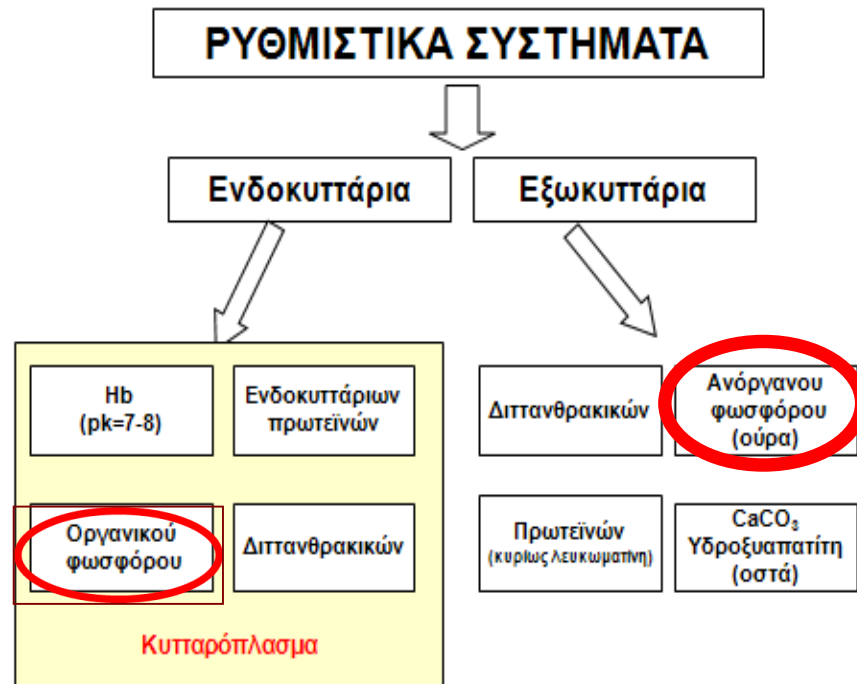 ΡΥΘΜΙΣΤΙΚΑ ΣΥΣΤΗΜΑΤΑ
Ενδοκυττάρια
Εξωκυττάρια
Hb
(pk=7-8)
Ενδοκυττάριων
πρωτεϊνών
Οργανικού
φωσφόρου
Διττανθρακικών
Κυτταρόπλασμα
Διττανθρακικών
Ανόργανου
φωσφόρου
(ούρα)
Πρωτεϊνών
(κυρίως λευκωματίνη)
CaCO₃
Υδροξυαπατίτη
(οστά)